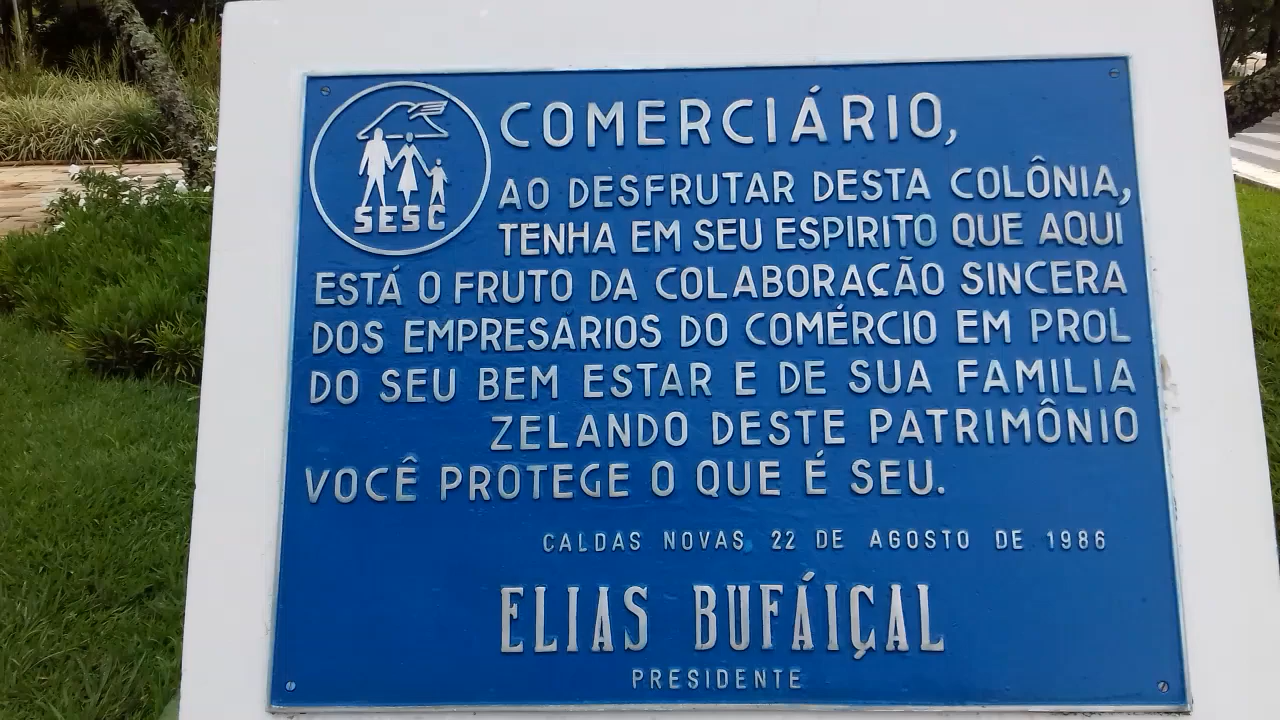 SESC
COMERCIÁRIO,
AO DESFRUTAR DESTA COLÔNIA,
TENHA EM SEU ESPIRITO QUE AQUI
ESTÁ O FRUTO DA COLABORAÇÃO SINCERA
DOS EMPRESÁRIOS DO COMÉRCIO EM PROL
DO SEU BEM ESTAR E DE SUA FAMILIA
ZELANDO DESTE PATRIMÔNIO
VOCÊ PROTEGE O QUE É SEU.
CALDAS NOVAS, 22 DE AGOSTO DE 1986
ELIAS BUFÁIÇAL
PRESIDENTE